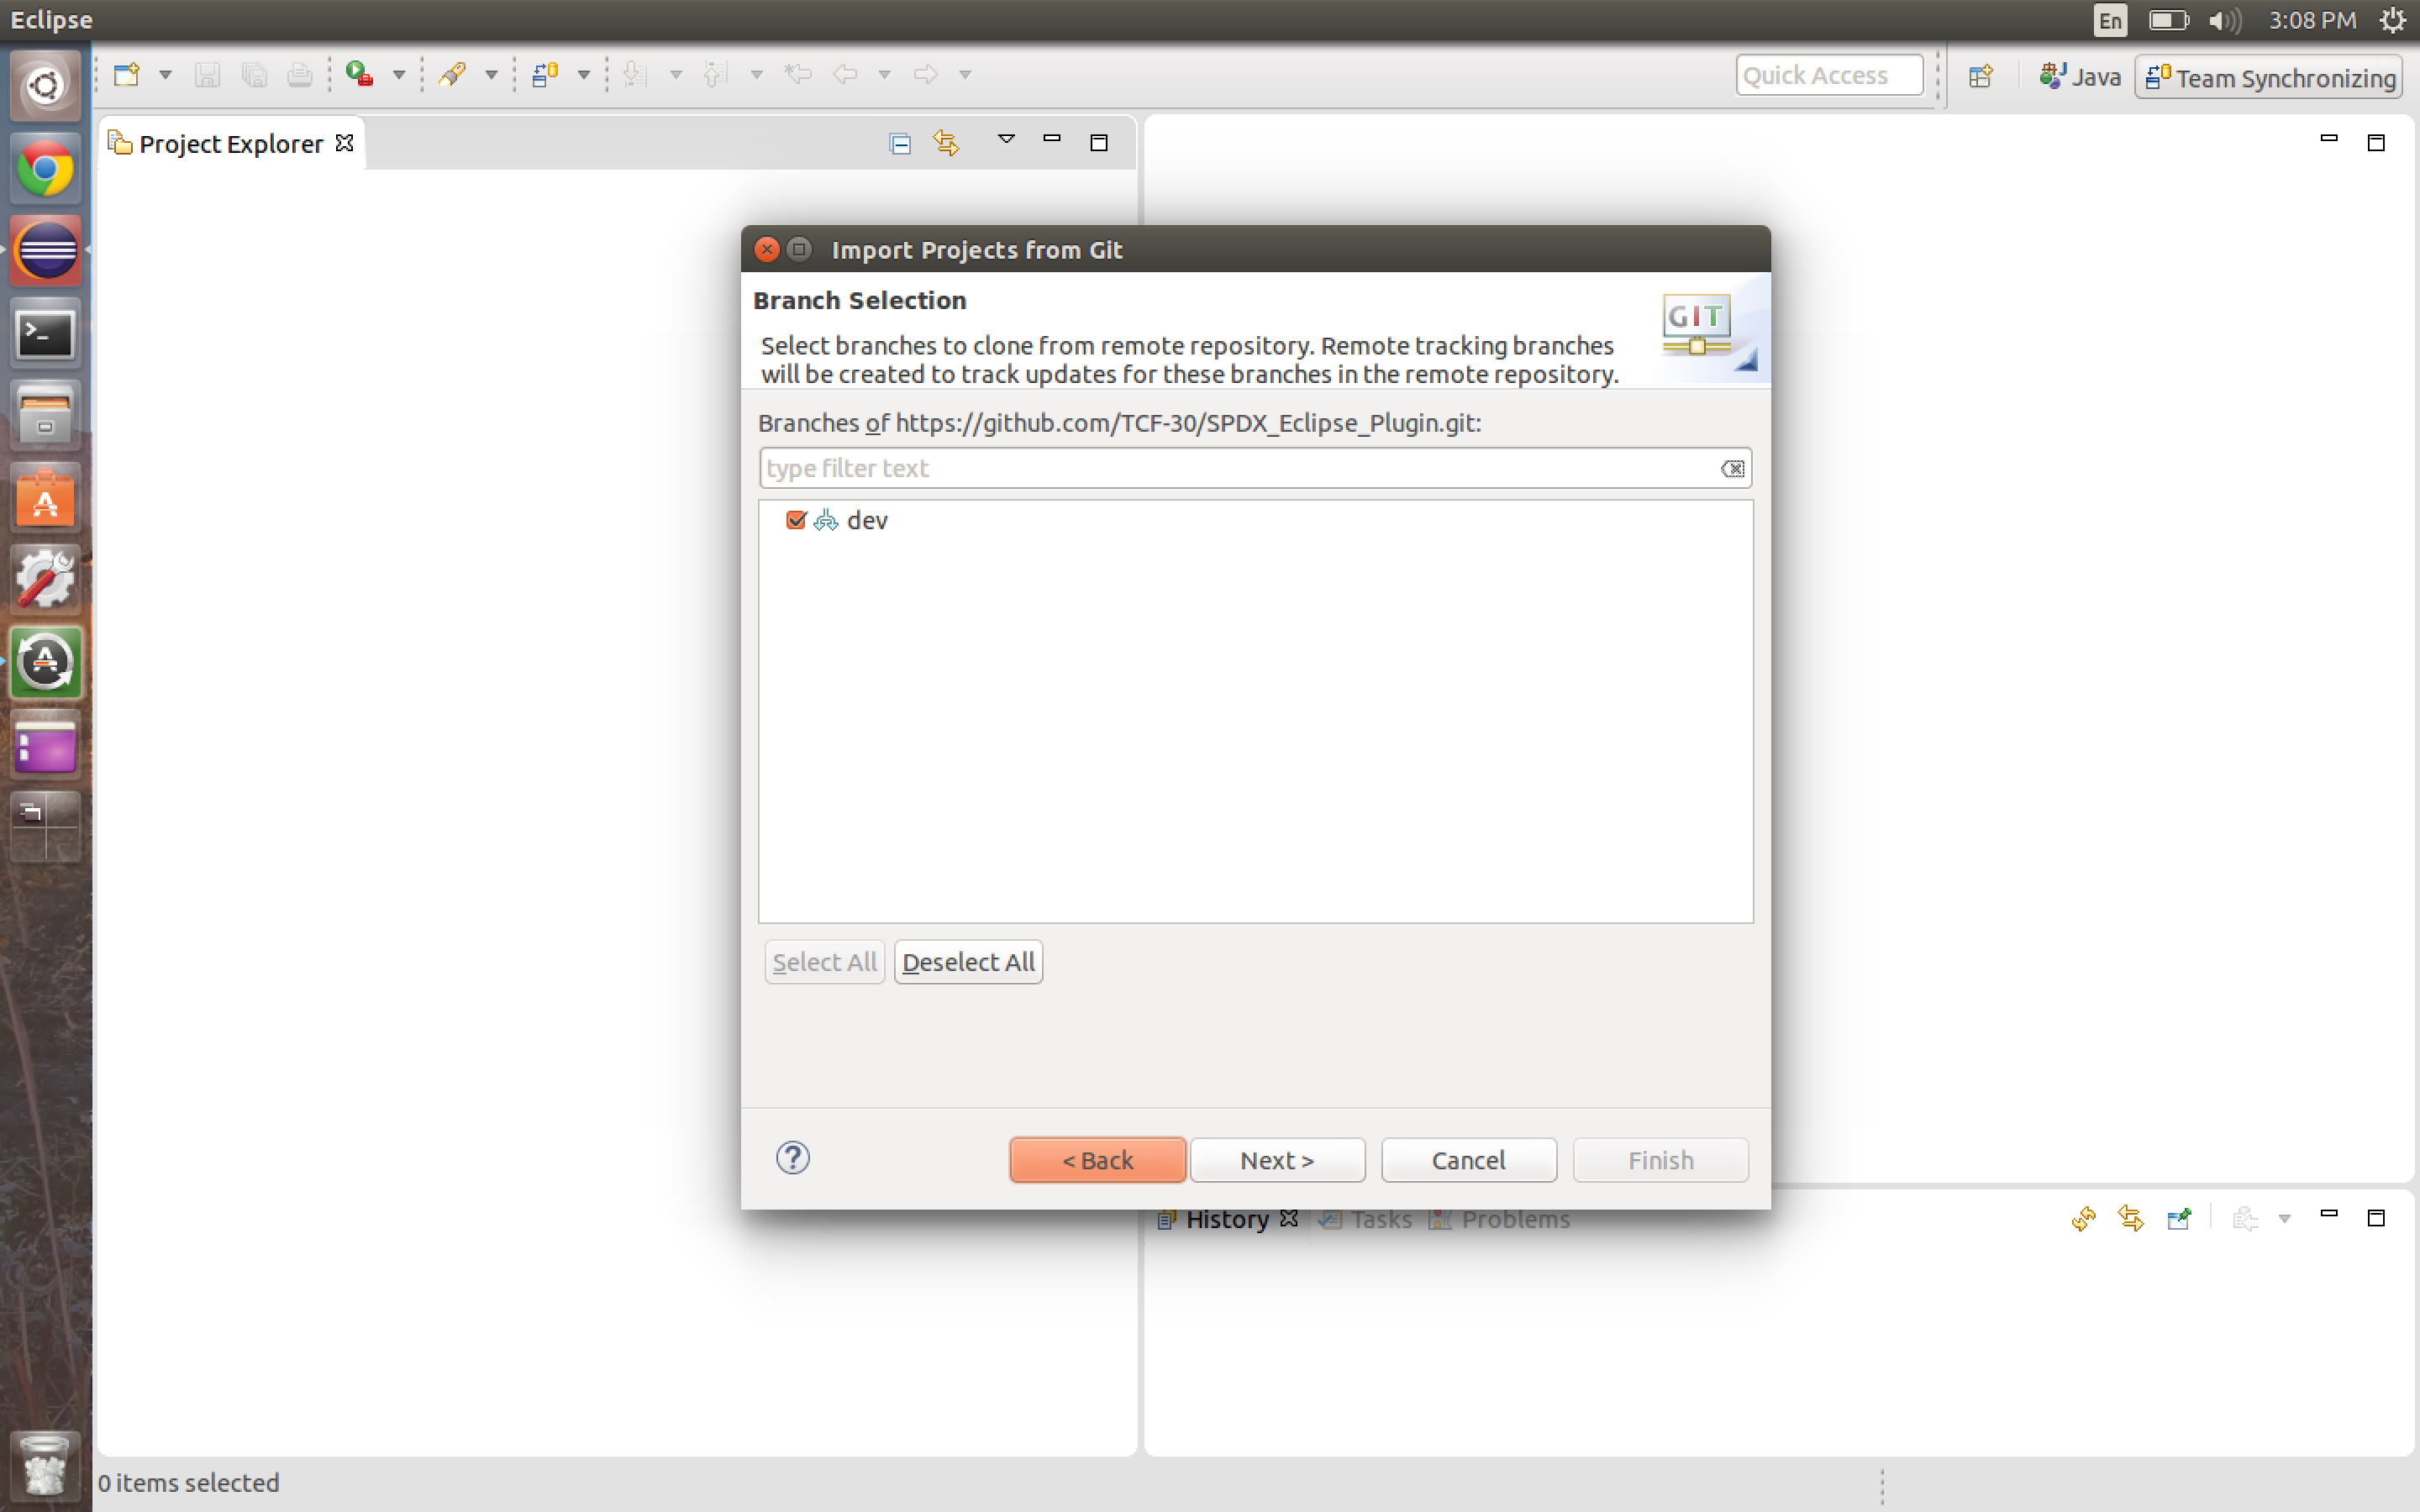 Eclipse
En
3:08 PM
Quick Access
Java
Team Synchronizing
Project Explorer
Import Projects from Git
Branch Selection
GIT
Select branches to clone from remote repository. Remote tracking branches
will be created to track updates for these branches in the remote repository.
Branches of https://github.com/TCF-30/SPDX_Eclipse_Plugin.git:
type filter text
dev
Select All
Deselect All
< Back
Next >
Cancel
Finish
History
Tasks
Problems
0 items selected